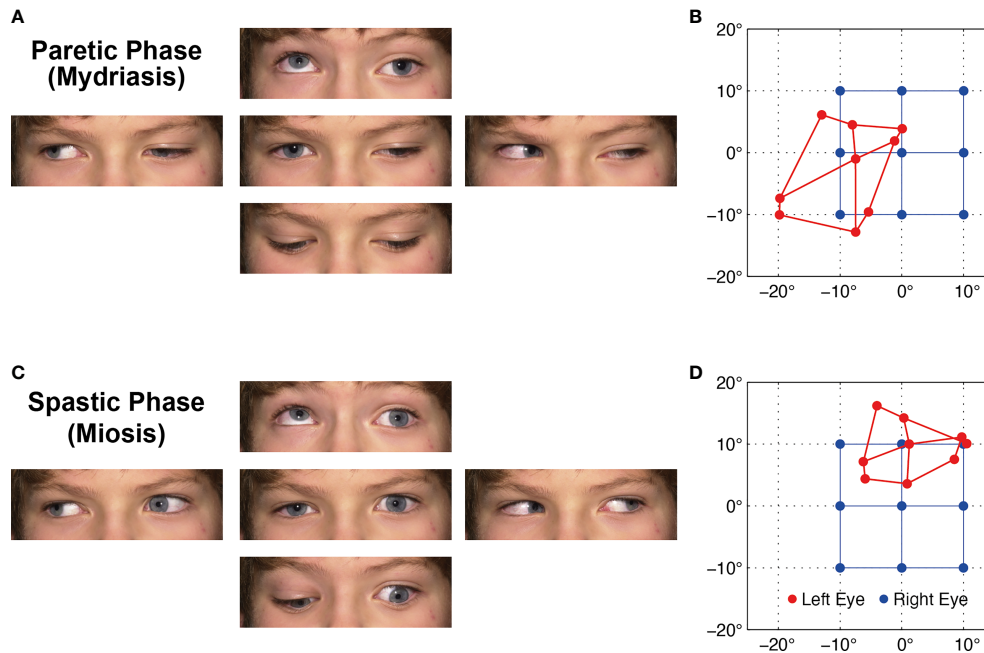 A
Paretic Phase
(Mydriasis)
B
20°
10°
0°
−10°
−20°
−20° −10° 0° 10°
C
Spastic Phase
(Miosis)
D
20°
10°
0°
−10°
−20°
Left Eye Right Eye
−20° −10° 0° 10°